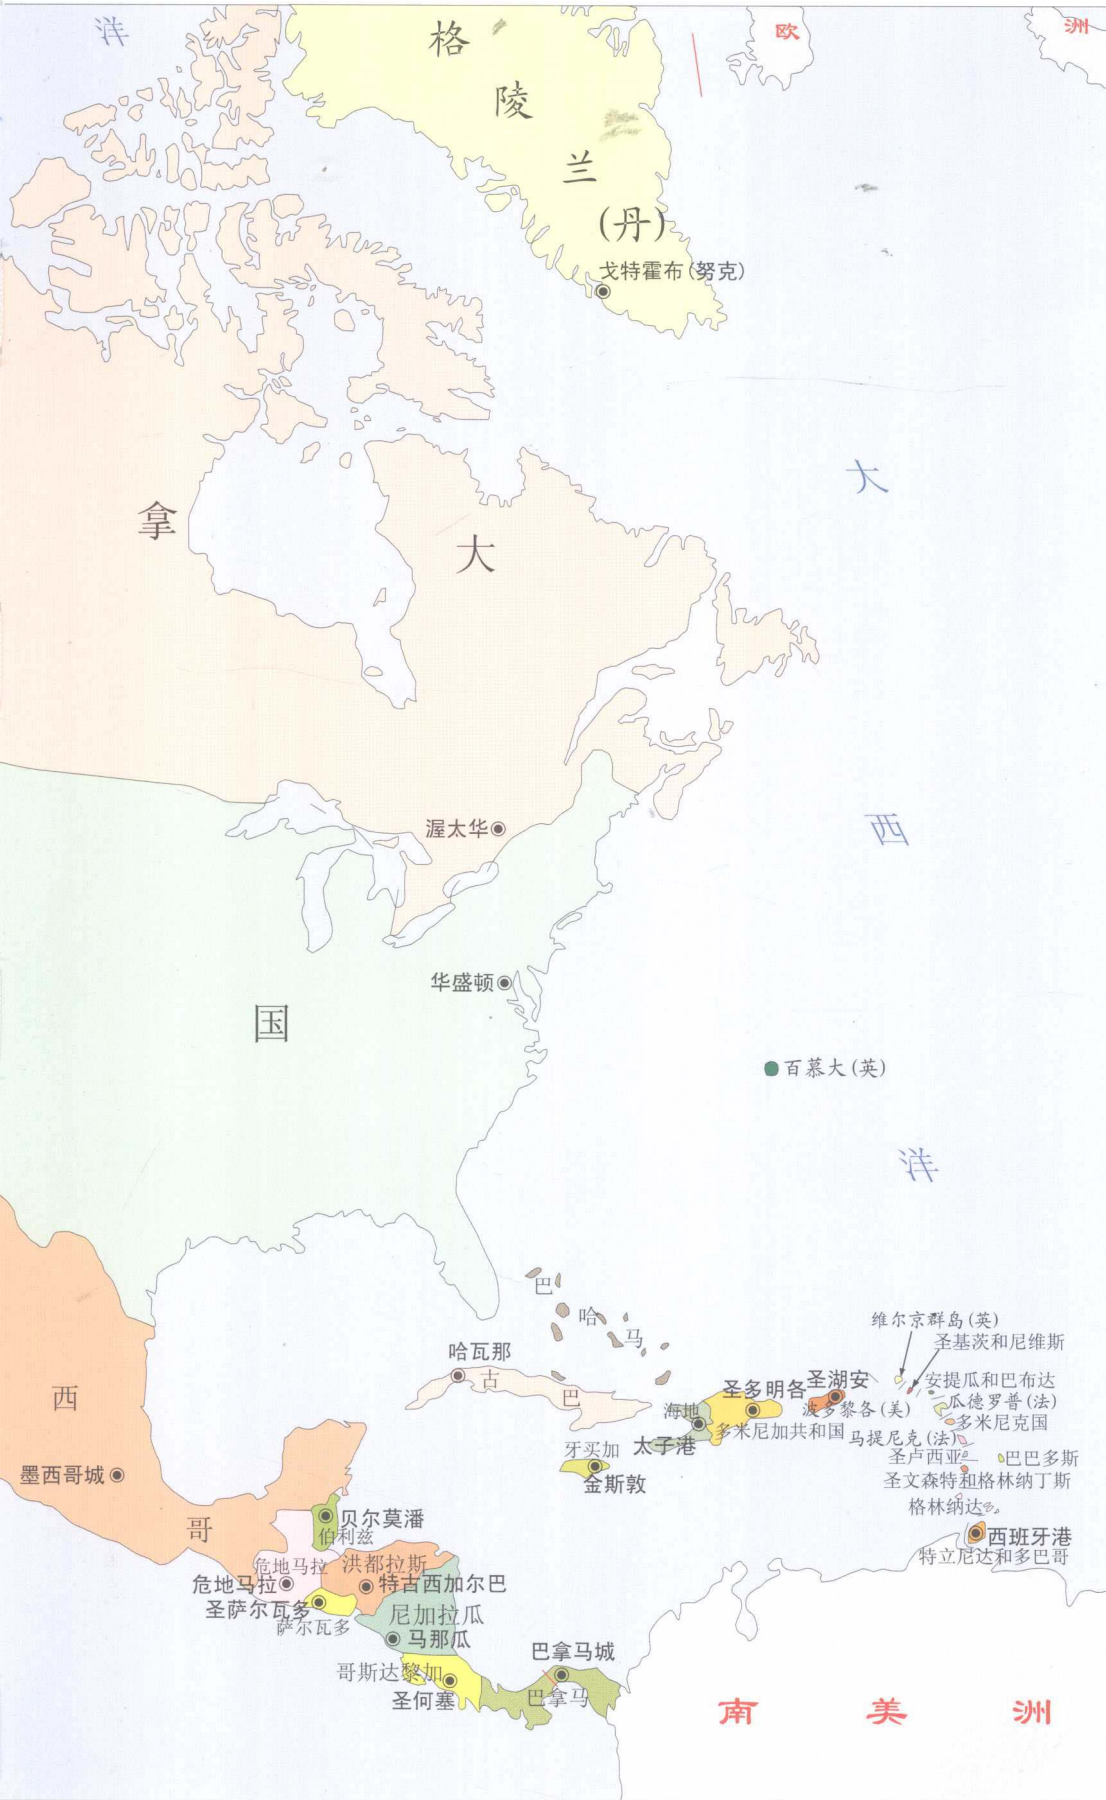 洋
格
陵
兰
(丹)
欧
洲
戈特霍布(努克)
大
拿
大
西
渥太华
华盛顿
国
百慕大(英)
洋
巴
哈
马
维尔京群岛(英)
圣基茨和尼维斯
哈瓦那
古
巴
圣多明各
圣湖安
安提瓜和巴布达
瓜德罗普(法)
海地
波多黎各(美)
多米尼克国
太子港
多米尼加共和国
马提尼克(法)
西
牙买加
圣卢西亚
巴巴多斯
墨西哥城
金斯敦
圣文森特和格林纳丁斯
格林纳达
哥
贝尔莫潘
伯利兹
西班牙港
特立尼达和多巴哥
危地马拉
洪都拉斯
危地马拉
特古西加尔巴
圣萨尔瓦多
萨尔瓦多
尼加拉瓜
马那瓜
哥斯达黎加
巴拿马城
圣何塞
巴拿马
南美洲